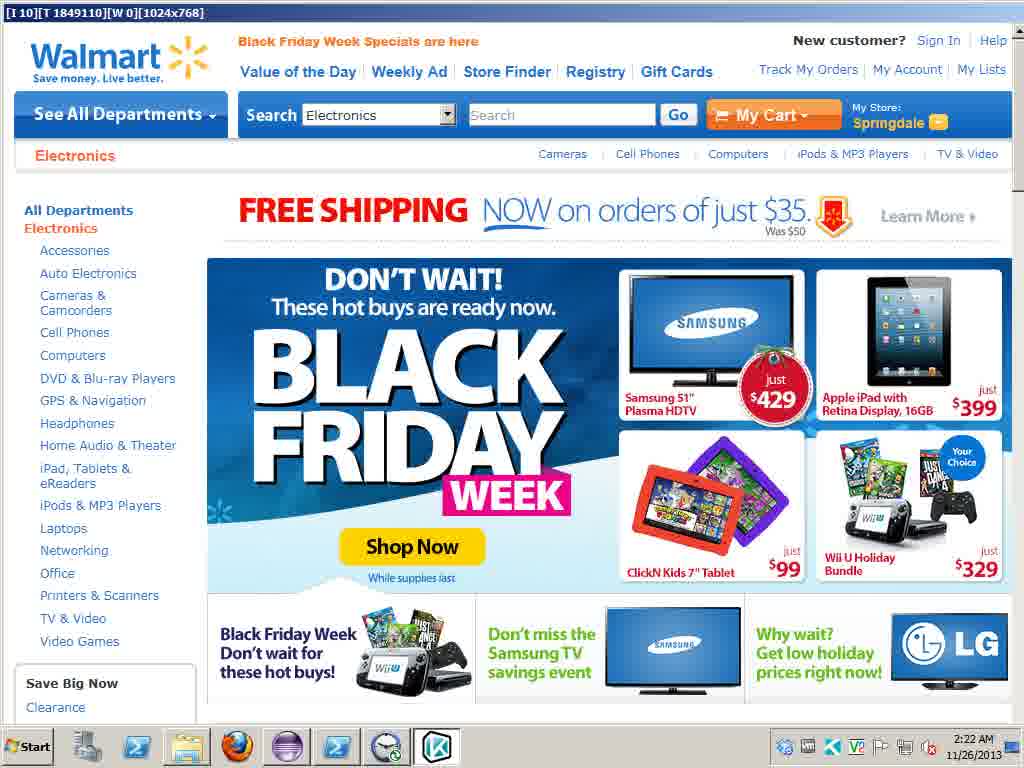 [I 10][T 1849110][W 0][1024x768]
Walmart
Save money. Live better.
Black Friday Week Specials are here
New customer? Sign In Help
Value of the Day Weekly Ad Store Finder Registry Gift Cards
Track My Orders My Account My Lists
See All Departments
Search Electronics Search Go My Cart
My Store:
Springdale
Electronics
Cameras Cell Phones Computers iPods & MP3 Players TV & Video
All Departments
Electronics
Accessories
Auto Electronics
Cameras &
Camcorders
Cell Phones
Computers
DVD & Blu-ray Players
GPS & Navigation
Headphones
Home Audio & Theater
iPad, Tablets &
eReaders
iPods & MP3 Players
Laptops
Networking
Office
Printers & Scanners
TV & Video
Video Games
Save Big Now
Clearance
FREE SHIPPING NOW on orders of just $35.
Was $50
Learn More
DON'T WAIT!
These hot buys are ready now.
BLACK
FRIDAY
WEEK
Shop Now
While supplies last
SAMSUNG
Samsung 51"
Plasma HDTV
just
$429
Apple iPad with
Retina Display, 16GB
just
$399
ClickN Kids 7" Tablet
just
$99
Your
Choice
JUST
DANCE
4
Wii U
Wii U Holiday
Bundle
just
$329
Black Friday Week
Don't wait for
these hot buys!
Wii U
Don't miss the
Samsung TV
savings event
SAMSUNG
Why wait?
Get low holiday
prices right now!
LG
Start
2:22 AM
11/26/2013